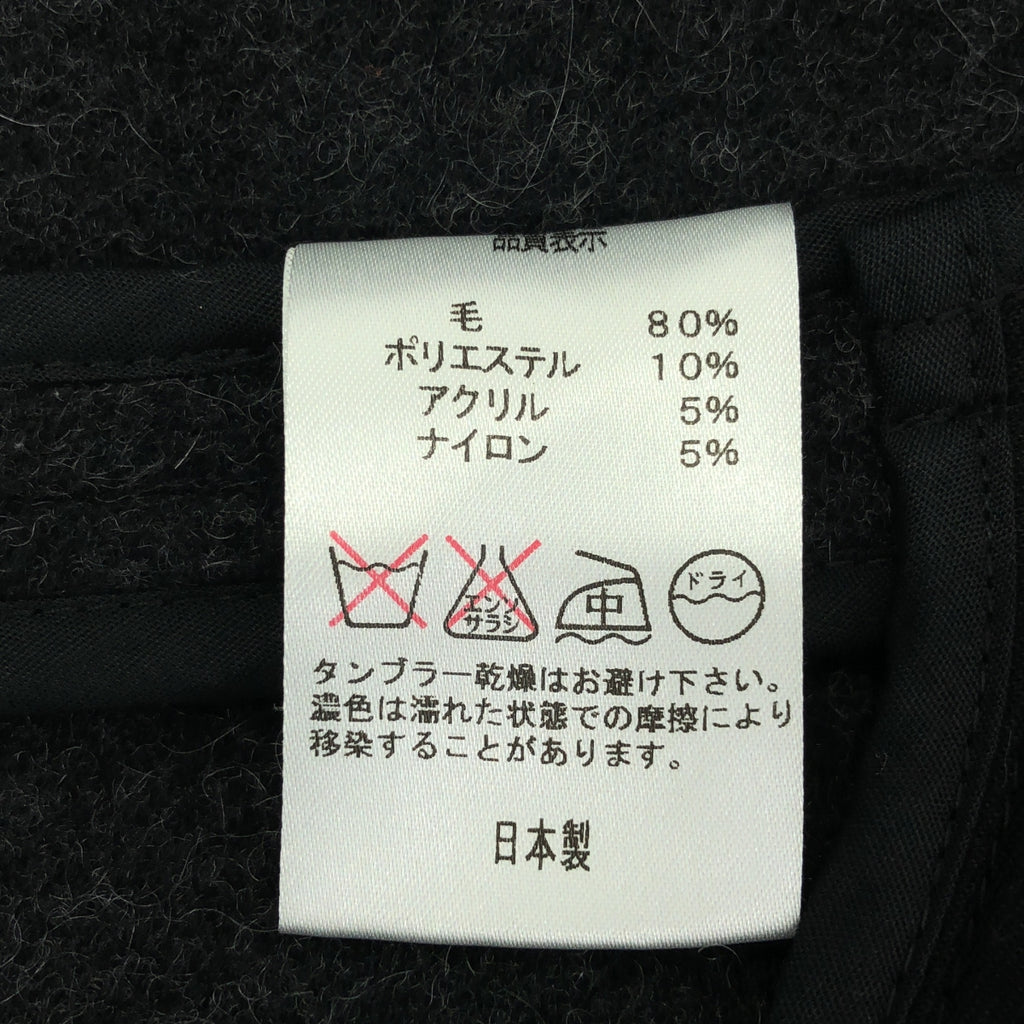 品質表示
毛 80%
ポリエステル 10%
アクリル 5%
ナイロン 5%
エンソ
サラシ
中
ドライ
タンブラー乾燥はお避け下さい。
濃色は濡れた状態での摩擦により
移染することがあります。
日本製